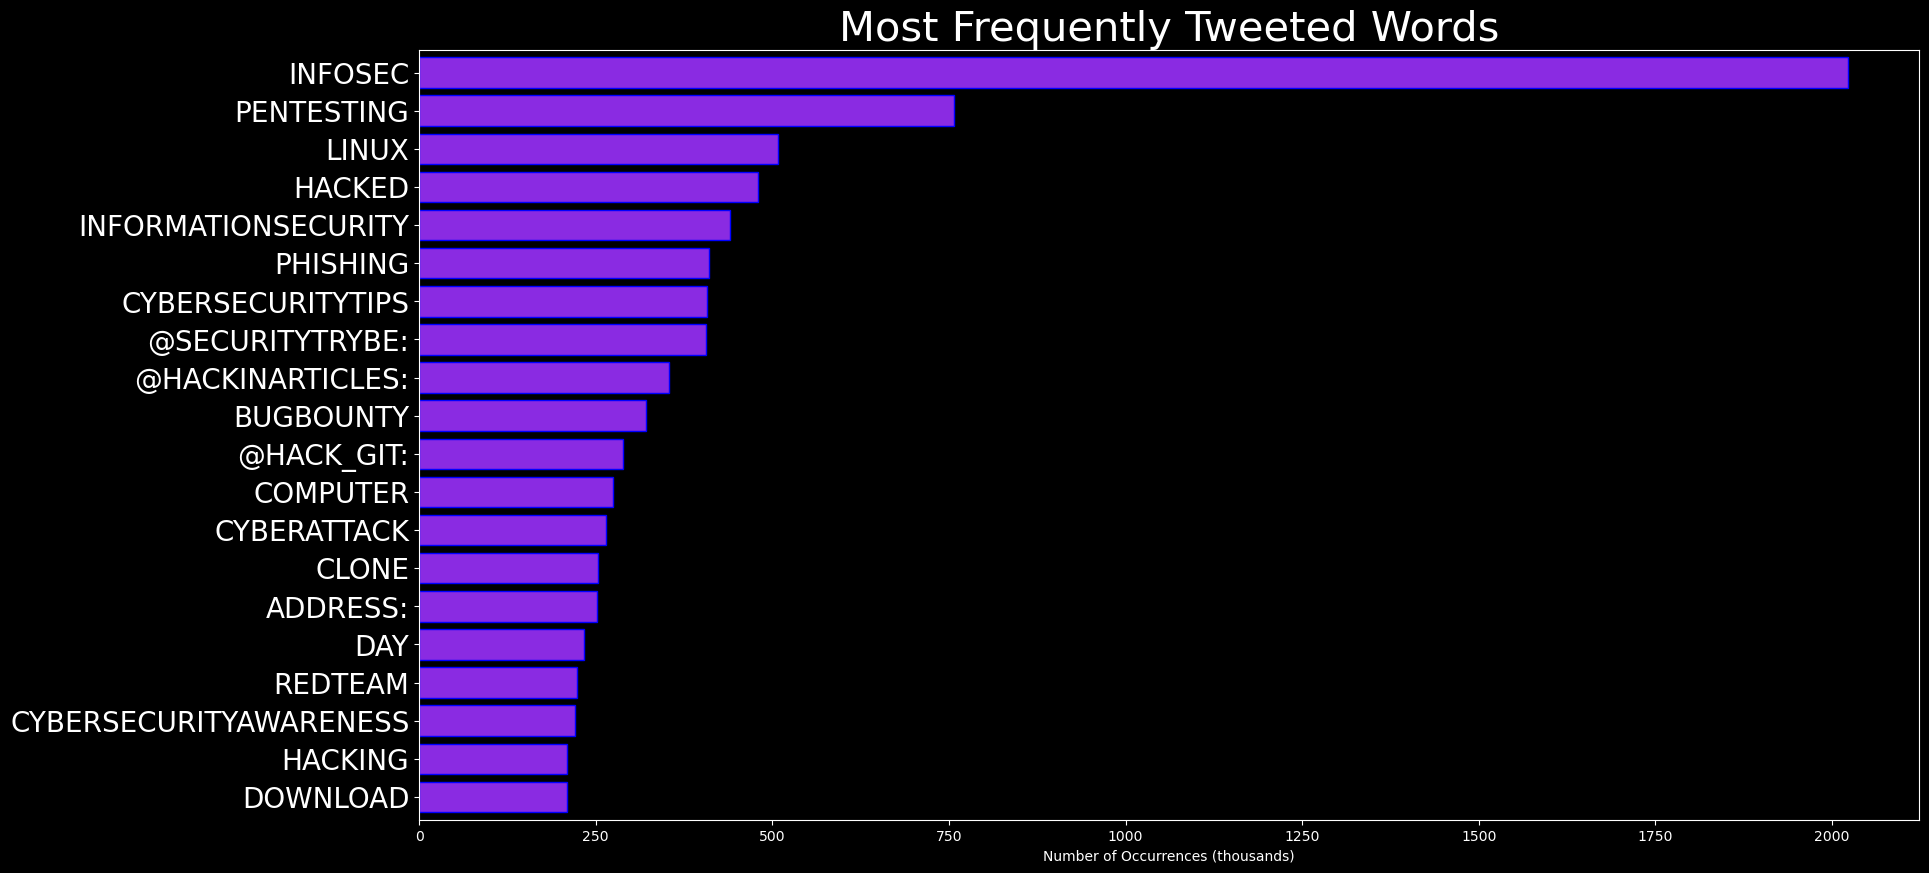 Most Frequently Tweeted Words
INFOSEC
PENTESTING
LINUX
HACKED
INFORMATIONSECURITY
PHISHING
CYBERSECURITYTIPS
@SECURITYTRYBE:
@HACKINARTICLES:
BUGBOUNTY
@HACK_GIT:
COMPUTER
CYBERATTACK
CLONE
ADDRESS:
DAY
REDTEAM
CYBERSECURITYAWARENESS
HACKING
DOWNLOAD
0 250 500 750 1000 1250 1500 1750 2000
Number of Occurrences (thousands)